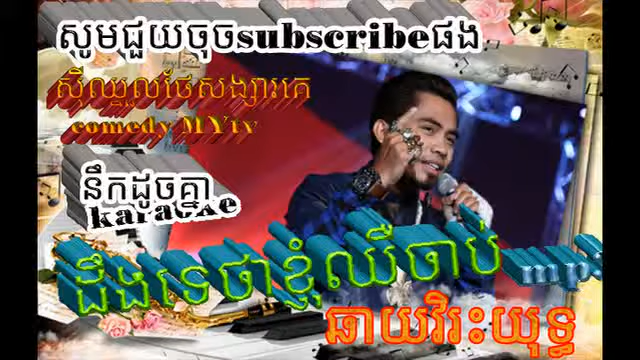 សូមជួយចុចsubscribeផង
ស៊ីឈ្នួលថែសង្សារគេ
comedy MYtv
នឹកដូចគ្នា
karaoke
ដឹងទេថាខ្ញុំឈឺចាប់ mp3
ឆាយវិរៈយុទ្ធ